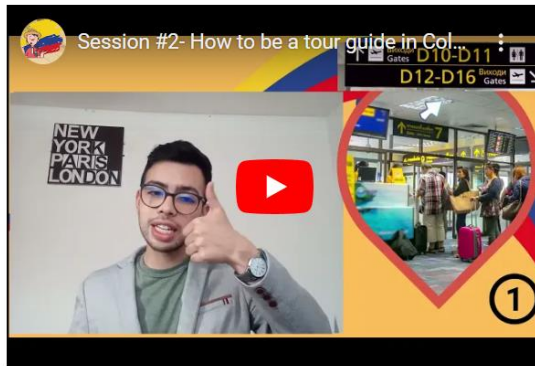 Session #2- How to be a tour guide in Col...
Виходи
Gates
D10-D11
D12-D16
Виходи
Gates
NEW
YORK
PARIS
LONDON
7
1